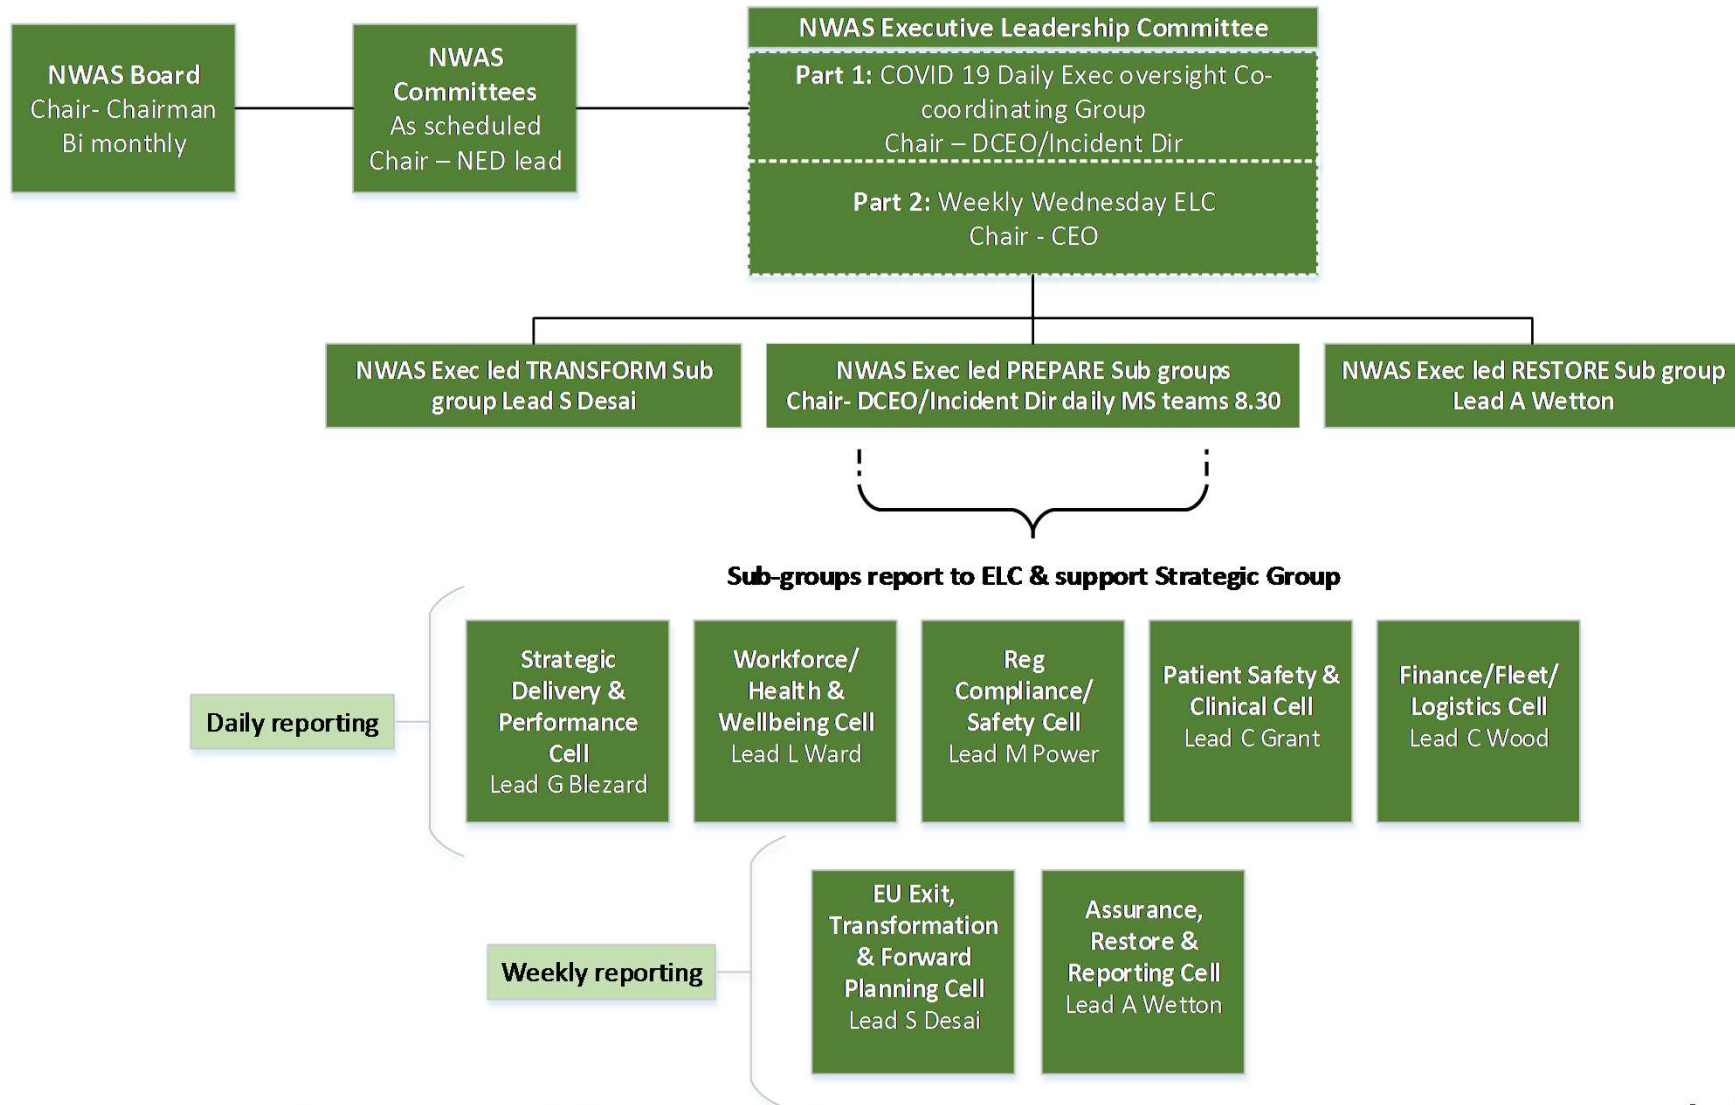 NWAS Board
Chair- Chairman
Bi monthly
NWAS
Committees
As scheduled
Chair – NED lead
NWAS Executive Leadership Committee
Part 1: COVID 19 Daily Exec oversight Co-
coordinating Group
Chair – DCEO/Incident Dir
Part 2: Weekly Wednesday ELC
Chair - CEO
NWAS Exec led TRANSFORM Sub
group Lead S Desai
NWAS Exec led PREPARE Sub groups
Chair- DCEO/Incident Dir daily MS teams 8.30
NWAS Exec led RESTORE Sub group
Lead A Wetton
Sub-groups report to ELC & support Strategic Group
Daily reporting
Strategic
Delivery &
Performance
Cell
Lead G Blezard
Workforce/
Health &
Wellbeing Cell
Lead L Ward
Reg
Compliance/
Safety Cell
Lead M Power
Patient Safety &
Clinical Cell
Lead C Grant
Finance/Fleet/
Logistics Cell
Lead C Wood
Weekly reporting
EU Exit,
Transformation
& Forward
Planning Cell
Lead S Desai
Assurance,
Restore &
Reporting Cell
Lead A Wetton